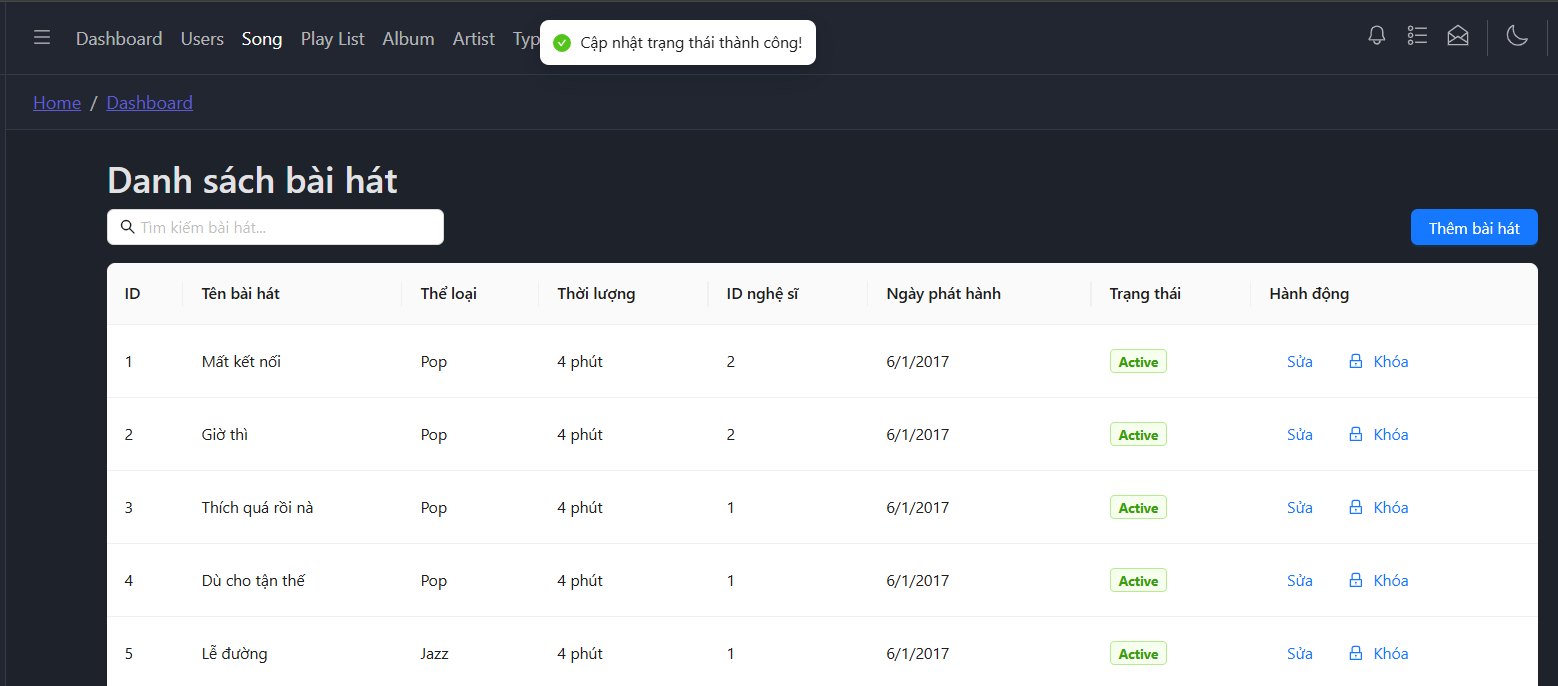 Dashboard Users Song Play List Album Artist Typ
Cập nhật trạng thái thành công!
Home / Dashboard
Danh sách bài hát
Tìm kiếm bài hát...
Thêm bài hát
ID Tên bài hát Thể loại Thời lượng ID nghệ sĩ Ngày phát hành Trạng thái Hành động
1 Mất kết nối Pop 4 phút 2 6/1/2017 Active Sửa Khóa
2 Giờ thì Pop 4 phút 2 6/1/2017 Active Sửa Khóa
3 Thích quá rồi nà Pop 4 phút 1 6/1/2017 Active Sửa Khóa
4 Dù cho tận thế Pop 4 phút 1 6/1/2017 Active Sửa Khóa
5 Lễ đường Jazz 4 phút 1 6/1/2017 Active Sửa Khóa